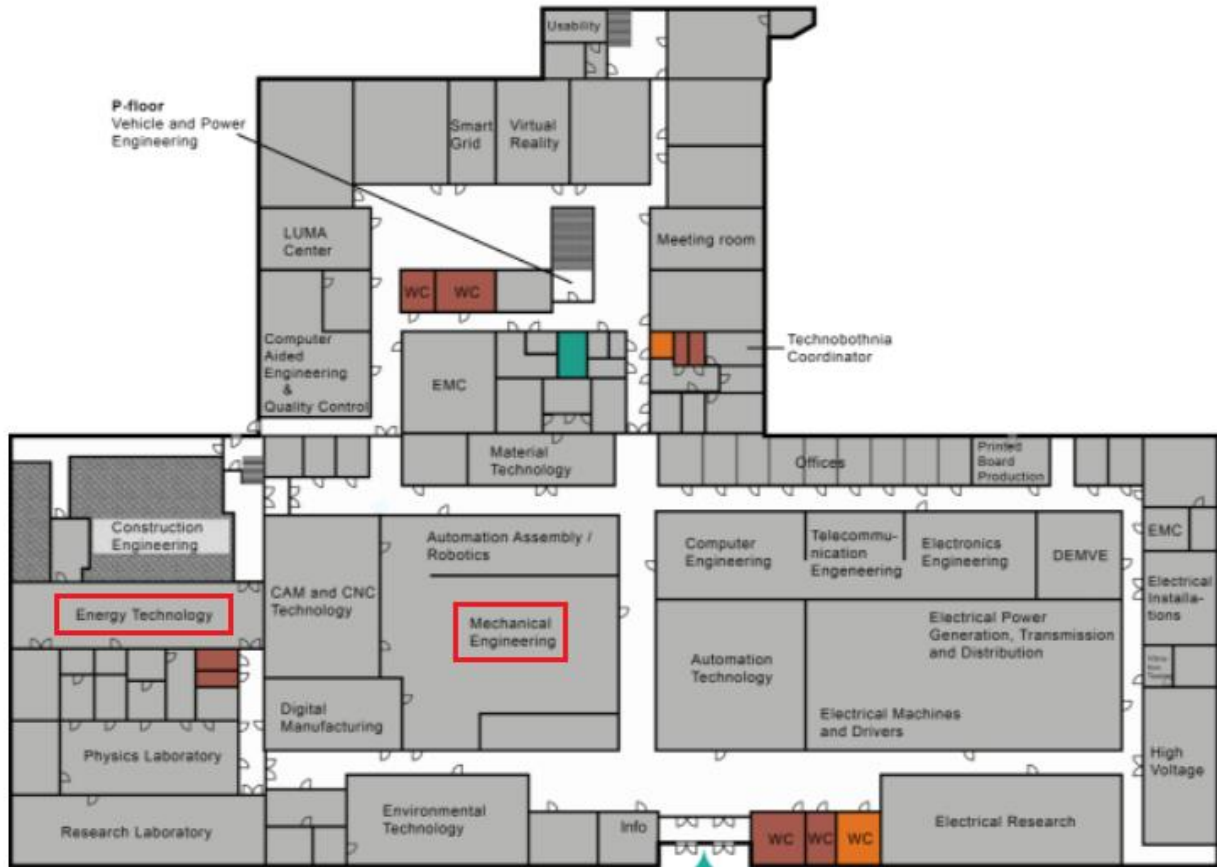 Usability
P-floor
Vehicle and Power
Engineering
Smart
Grid
Virtual
Reality
LUMA
Center
Meeting room
WC
WC
Computer
Aided
Engineering
&
Quality Control
EMC
Technobothnia
Coordinator
Material
Technology
Offices
Printed
Board
Production
Construction
Engineering
Automation Assembly /
Robotics
Computer
Engineering
Telecommu-
nication
Engeneering
Electronics
Engineering
DEMVE
EMC
Energy Technology
CAM and CNC
Technology
Mechanical
Engineering
Electrical
Installa-
tions
Automation
Technology
Electrical Power
Generation, Transmission
and Distribution
Digital
Manufacturing
Electrical Machines
and Drivers
Physics Laboratory
High
Voltage
Research Laboratory
Environmental
Technology
Info
WC
WC
WC
Electrical Research